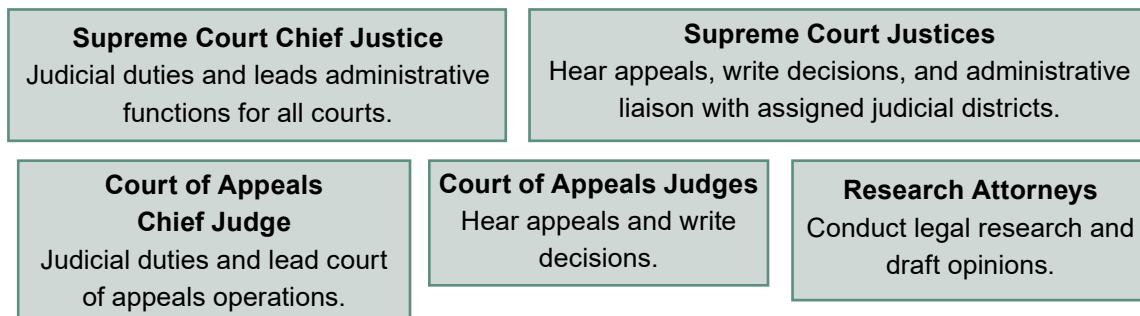 Supreme Court Chief Justice
Judicial duties and leads administrative
functions for all courts.
Supreme Court Justices
Hear appeals, write decisions, and administrative
liaison with assigned judicial districts.
Court of Appeals
Chief Judge
Judicial duties and lead court
of appeals operations.
Court of Appeals Judges
Hear appeals and write
decisions.
Research Attorneys
Conduct legal research and
draft opinions.